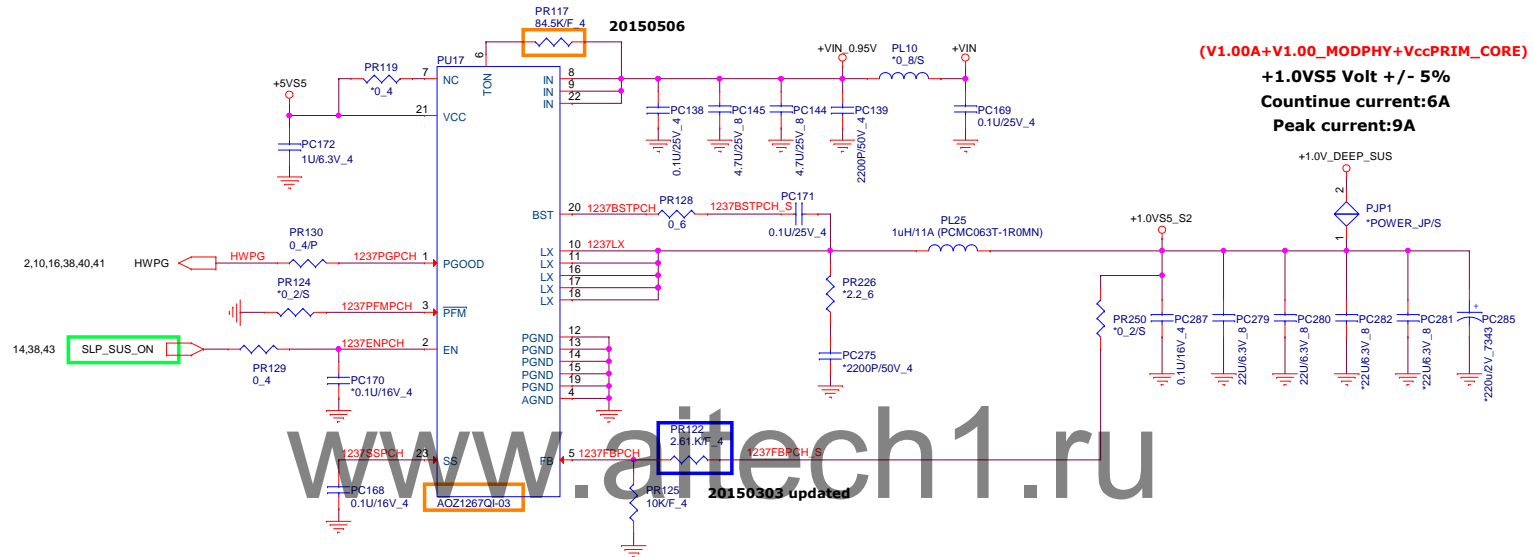 PR117
84.5K/F_4
20150506
6
PU17
TON
+5VS5
PR119
*0_4
7
NC
21
VCC
PC172
1U/6.3V_4
IN
8
IN
9
IN
22
PC138
0.1U/25V_4
PC145
4.7U/25V_8
PC144
4.7U/25V_8
+VIN_0.95V
PC139
2200P/50V_4
PL10
*0_8/S
+VIN
PC169
0.1U/25V_4
(V1.00A+V1.00_MODPHY+VccPRIM_CORE)
+1.0VS5 Volt +/- 5%
Countinue current:6A
Peak current:9A
+1.0V_DEEP_SUS
2
PJP1
*POWER_JP/S
1
BST
20
1237BSTPCH
PR128
0_6
1237BSTPCH_S
PC171
0.1U/25V_4
LX
10
1237LX
LX
11
LX
16
LX
17
LX
18
PL25
1uH/11A (PCMC063T-1R0MN)
+1.0VS5_S2
PR226
*2.2_6
PC275
*2200P/50V_4
2,10,16,38,40,41
HWPG
HWPG
PR130
0_4/P
1237PGPCH
1
PGOOD
PR124
*0_2/S
1237PFMPCH
3
PFM
14,38,43
SLP_SUS_ON
PR129
0_4
1237ENPCH
2
EN
PC170
*0.1U/16V_4
PGND
12
PGND
13
PGND
14
PGND
15
PGND
19
AGND
4
PR250
*0_2/S
PC287
0.1U/16V_4
PC279
22U/6.3V_8
PC280
22U/6.3V_8
PC282
*22U/6.3V_8
PC281
*22U/6.3V_8
+
PC285
*220u/2V_7343
1237SSPCH
23
SS
PC168
0.1U/16V_4
AOZ1267QI-03
FB
5
1237FBPCH
PR122
2.61.K/F_4
1237FBPCH_S
PR125
10K/F_4
20150303 updated
www.aitech1.ru